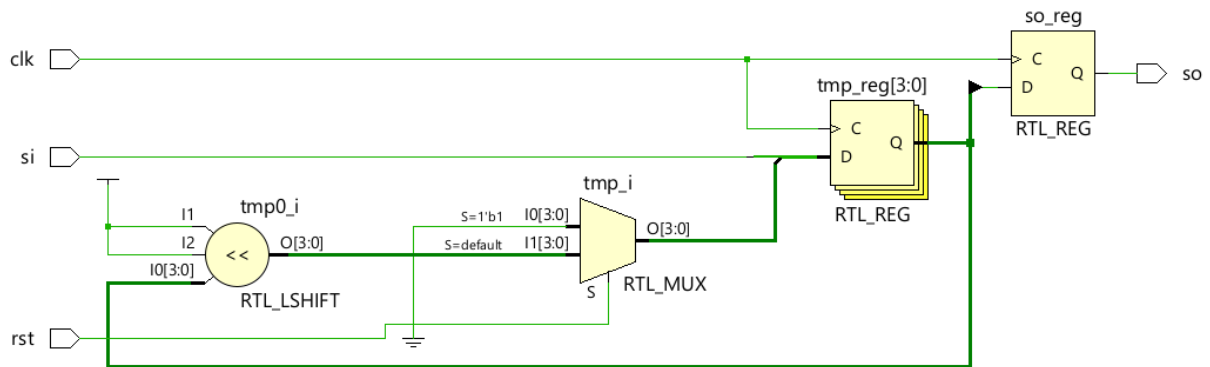 so_reg
clk
C
Q
so
D
RTL_REG
tmp_reg[3:0]
C
Q
D
RTL_REG
si
tmp_i
S=1'b1
I0[3:0]
O[3:0]
S=default
I1[3:0]
S
RTL_MUX
tmp0_i
I1
I2
O[3:0]
I0[3:0]
<<
RTL_LSHIFT
rst